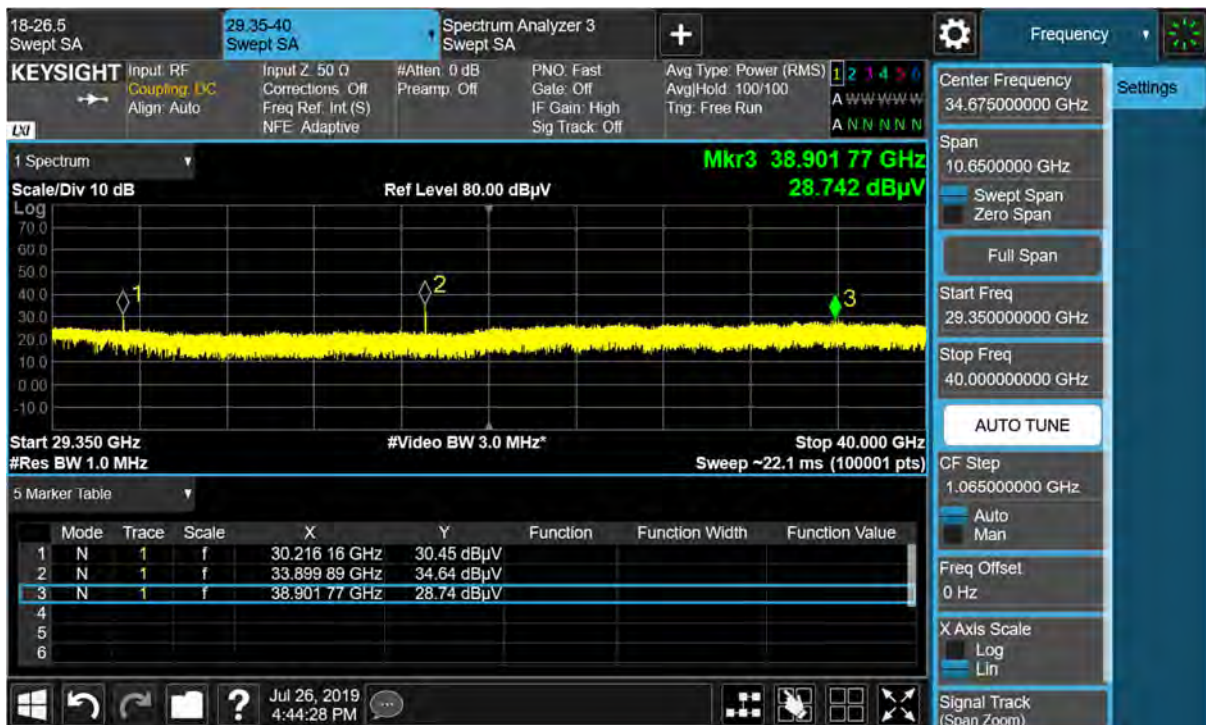 18-26.5
Swept SA
29.35-40
Swept SA
Spectrum Analyzer 3
Swept SA
+
Frequency
KEYSIGHT
LXI
Input: RF
Coupling: DC
Align: Auto
Input Z: 50 Ω
Corrections: Off
Freq Ref: Int (S)
NFE: Adaptive
#Atten: 0 dB
Preamp: Off
PNO: Fast
Gate: Off
IF Gain: High
Sig Track: Off
Avg Type: Power (RMS)
Avg|Hold: 100/100
Trig: Free Run
1 2 3 4 5 6
A W W W W W
A N N N N N
1 Spectrum
Scale/Div 10 dB
Ref Level 80.00 dBµV
Mkr3 38.901 77 GHz
28.742 dBµV
Log
70.0
60.0
50.0
40.0
30.0
20.0
10.0
0.00
-10.0
1
2
3
Start 29.350 GHz
#Video BW 3.0 MHz*
Stop 40.000 GHz
#Res BW 1.0 MHz
Sweep ~22.1 ms (100001 pts)
5 Marker Table
Mode Trace Scale X Y Function Function Width Function Value
1 N 1 f 30.216 16 GHz 30.45 dBµV
2 N 1 f 33.899 89 GHz 34.64 dBµV
3 N 1 f 38.901 77 GHz 28.74 dBµV
4
5
6
?
Jul 26, 2019
4:44:28 PM
Center Frequency
34.675000000 GHz
Settings
Span
10.6500000 GHz
Swept Span
Zero Span
Full Span
Start Freq
29.350000000 GHz
Stop Freq
40.000000000 GHz
AUTO TUNE
CF Step
1.065000000 GHz
Auto
Man
Freq Offset
0 Hz
X Axis Scale
Log
Lin
Signal Track
(Span Zoom)